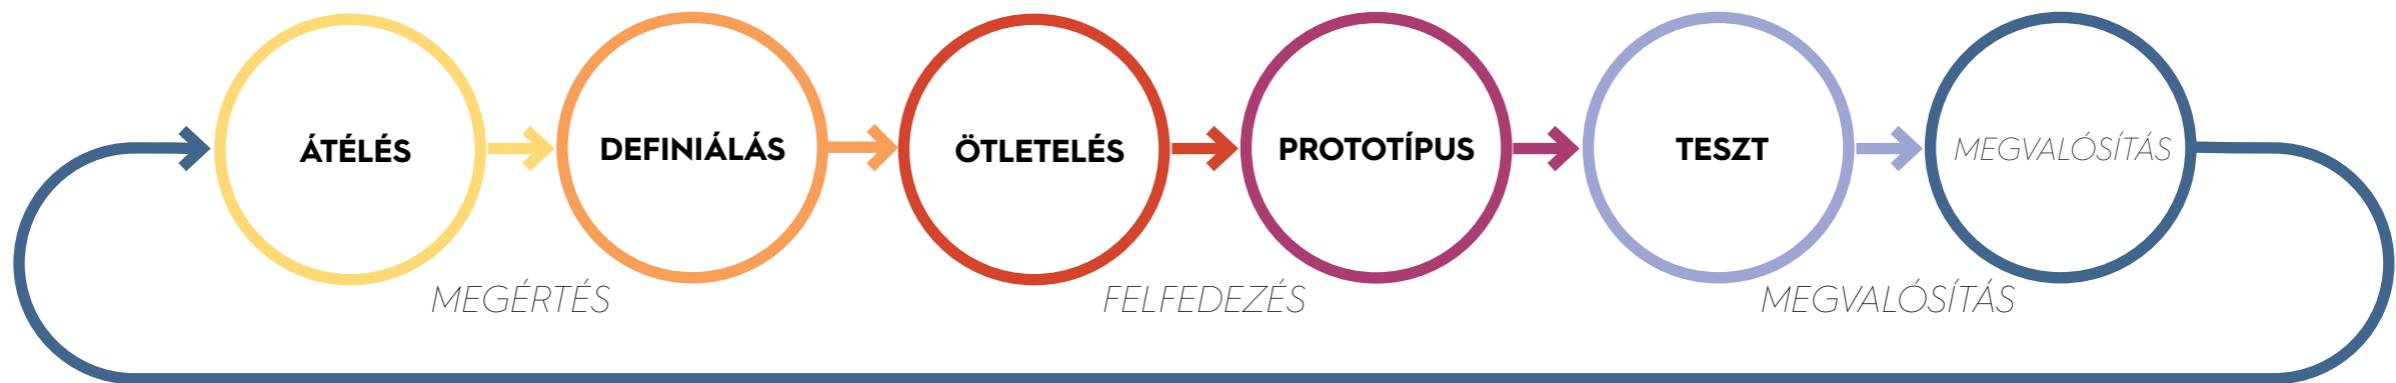 ÁTÉLÉS
DEFINIÁLÁS
ÖTLETELÉS
PROTOTÍPUS
TESZT
MEGVALÓSÍTÁS
MEGÉRTÉS
FELFEDEZÉS
MEGVALÓSÍTÁS